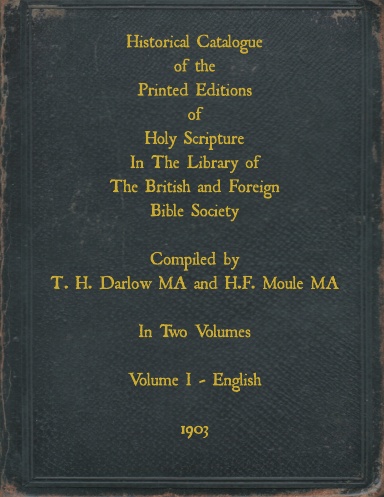 Historical Catalogue
of the
Printed Editions
of
Holy Scripture
In The Library of
The British and Foreign
Bible Society
Compiled by
T. H. Darlow MA and H.F. Moule MA
In Two Volumes
Volume I - English
1903